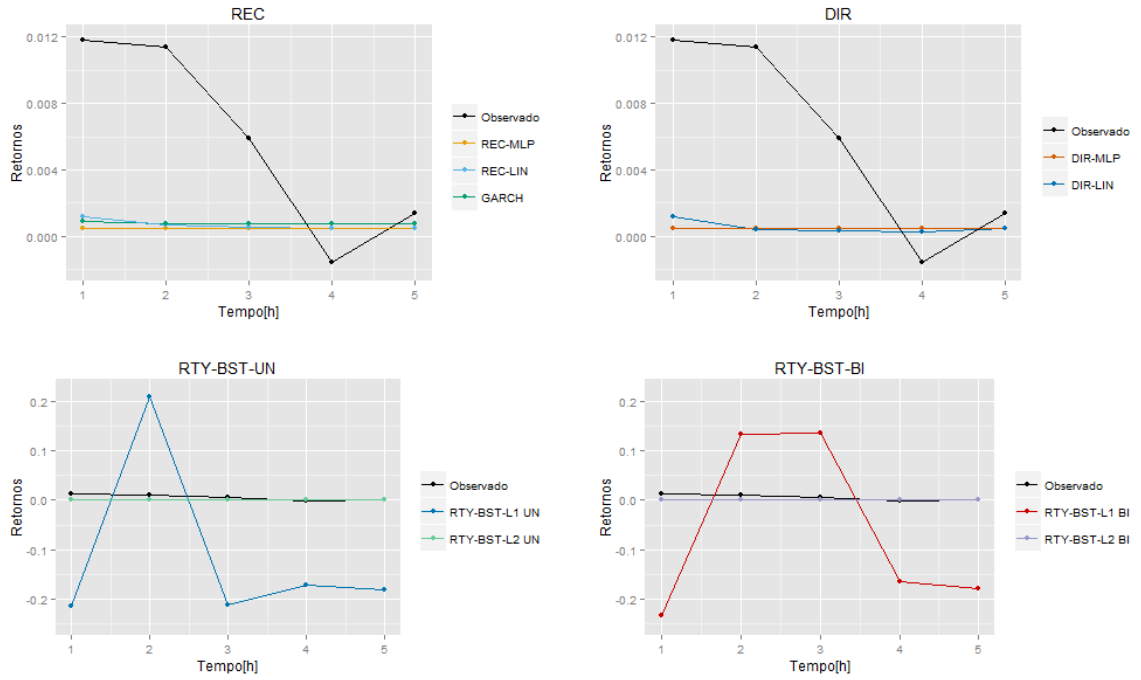 REC
0.012
0.008
0.004
0.000
Retornos
1 2 3 4 5
Tempo[h]
Observado
REC-MLP
REC-LIN
GARCH
DIR
0.012
0.008
0.004
0.000
Retornos
1 2 3 4 5
Tempo[h]
Observado
DIR-MLP
DIR-LIN
RTY-BST-UN
0.2
0.1
0.0
-0.1
-0.2
Retornos
1 2 3 4 5
Tempo[h]
Observado
RTY-BST-L1 UN
RTY-BST-L2 UN
RTY-BST-BI
0.2
0.1
0.0
-0.1
-0.2
Retornos
1 2 3 4 5
Tempo[h]
Observado
RTY-BST-L1 BI
RTY-BST-L2 BI